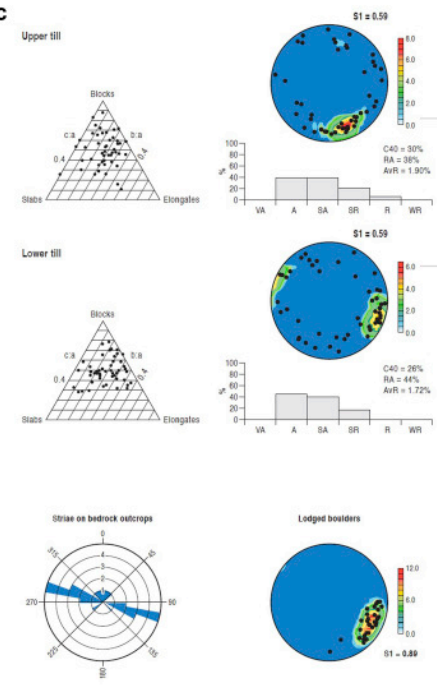 c
Upper till
S1 = 0.59
Blocks
c:a
b:a
0.4
0.4
Slabs
Elongates
8.0
6.0
4.0
2.0
0.0
C40 = 30%
RA = 38%
AvR = 1.90%
100
80
60
40
20
0
%
VA A SA SR R WR
Lower till
S1 = 0.59
Blocks
c:a
b:a
0.4
0.4
Slabs
Elongates
6.0
4.0
2.0
0.0
C40 = 26%
RA = 44%
AvR = 1.72%
100
80
60
40
20
0
%
VA A SA SR R WR
Striae on bedrock outcrops
0
315
45
4
3
2
1
270
90
225
135
180
Lodged boulders
12.0
8.0
6.0
0.0
S1 = 0.89